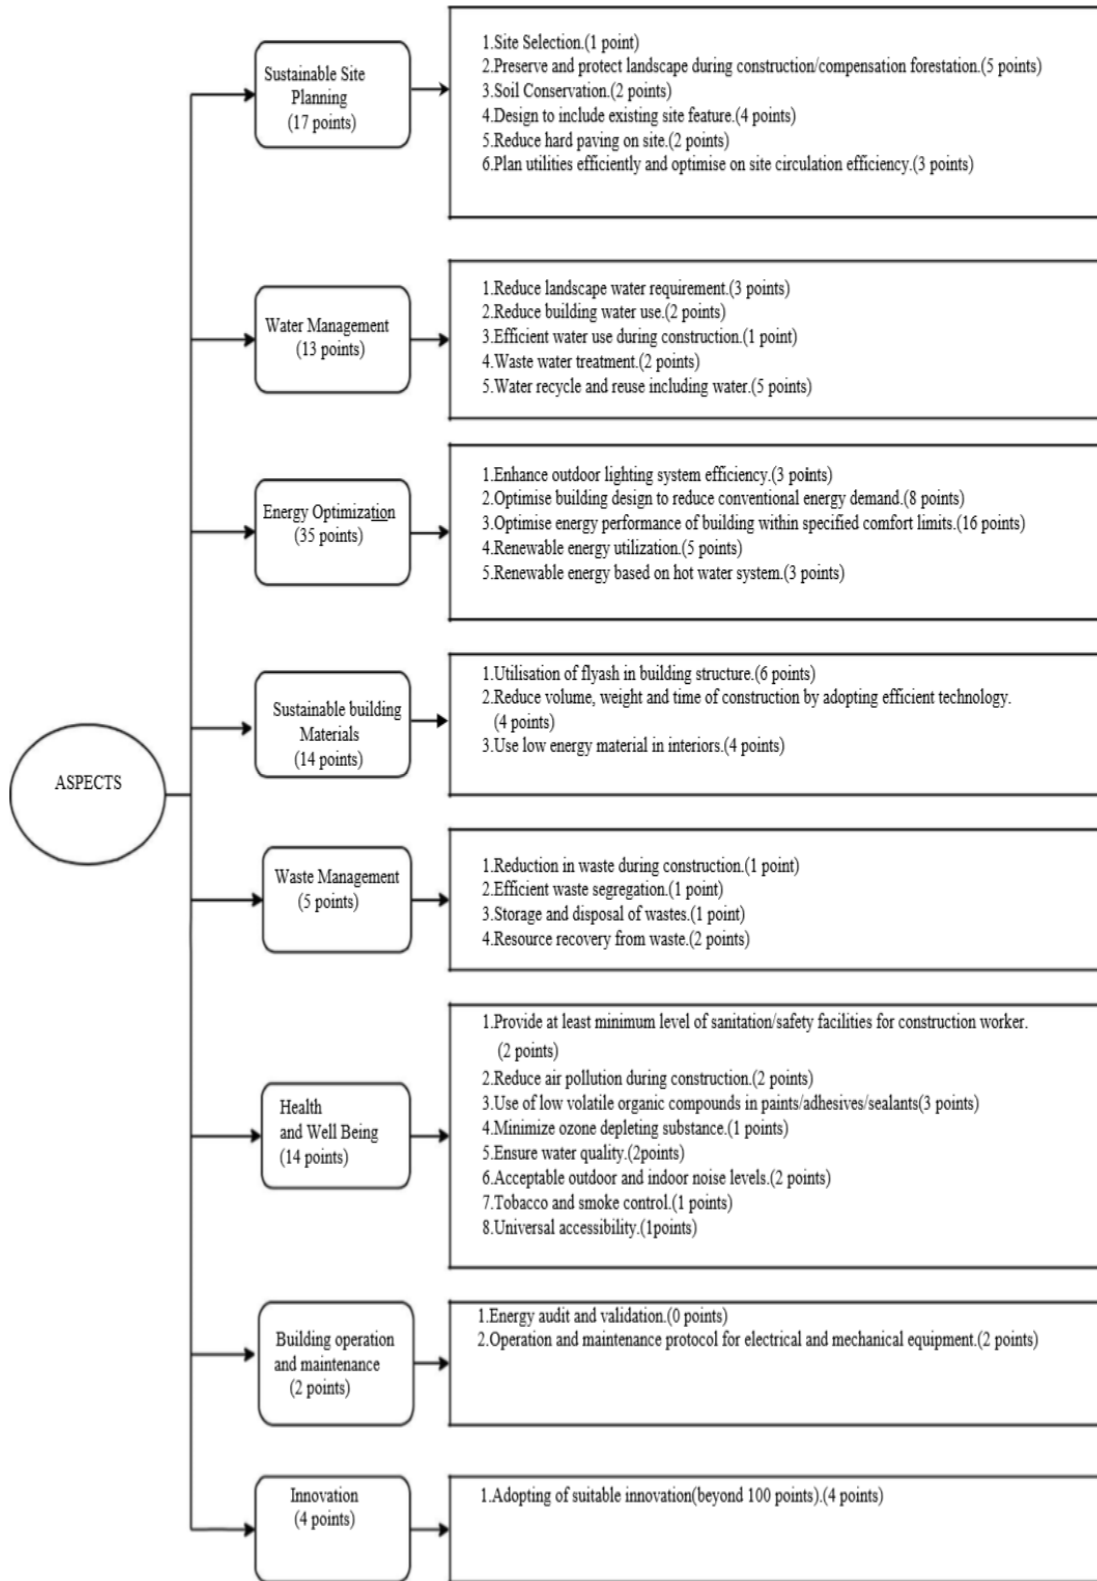 ASPECTS
Sustainable Site
Planning
(17 points)
1.Site Selection.(1 point)
2.Preserve and protect landscape during construction/compensation forestation.(5 points)
3.Soil Conservation.(2 points)
4.Design to include existing site feature.(4 points)
5.Reduce hard paving on site.(2 points)
6.Plan utilities efficiently and optimise on site circulation efficiency.(3 points)
Water Management
(13 points)
1.Reduce landscape water requirement.(3 points)
2.Reduce building water use.(2 points)
3.Efficient water use during construction.(1 point)
4.Waste water treatment.(2 points)
5.Water recycle and reuse including water.(5 points)
Energy Optimization
(35 points)
1.Enhance outdoor lighting system efficiency.(3 points)
2.Optimise building design to reduce conventional energy demand.(8 points)
3.Optimise energy performance of building within specified comfort limits.(16 points)
4.Renewable energy utilization.(5 points)
5.Renewable energy based on hot water system.(3 points)
Sustainable building
Materials
(14 points)
1.Utilisation of flyash in building structure.(6 points)
2.Reduce volume, weight and time of construction by adopting efficient technology.
(4 points)
3.Use low energy material in interiors.(4 points)
Waste Management
(5 points)
1.Reduction in waste during construction.(1 point)
2.Efficient waste segregation.(1 point)
3.Storage and disposal of wastes.(1 point)
4.Resource recovery from waste.(2 points)
Health
and Well Being
(14 points)
1.Provide at least minimum level of sanitation/safety facilities for construction worker.
(2 points)
2.Reduce air pollution during construction.(2 points)
3.Use of low volatile organic compounds in paints/adhesives/sealants(3 points)
4.Minimize ozone depleting substance.(1 points)
5.Ensure water quality.(2points)
6.Acceptable outdoor and indoor noise levels.(2 points)
7.Tobacco and smoke control.(1 points)
8.Universal accessibility.(1points)
Building operation
and maintenance
(2 points)
1.Energy audit and validation.(0 points)
2.Operation and maintenance protocol for electrical and mechanical equipment.(2 points)
Innovation
(4 points)
1.Adopting of suitable innovation(beyond 100 points).(4 points)